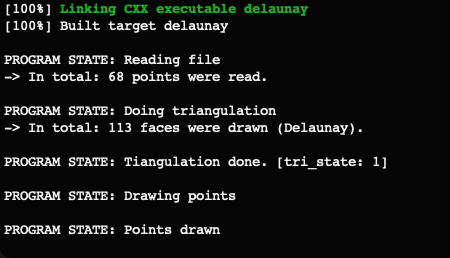 [100%] Linking CXX executable delaunay
[100%] Built target delaunay
PROGRAM STATE: Reading file
-> In total: 68 points were read.
PROGRAM STATE: Doing triangulation
-> In total: 113 faces were drawn (Delaunay).
PROGRAM STATE: Tiangulation done. [tri_state: 1]
PROGRAM STATE: Drawing points
PROGRAM STATE: Points drawn